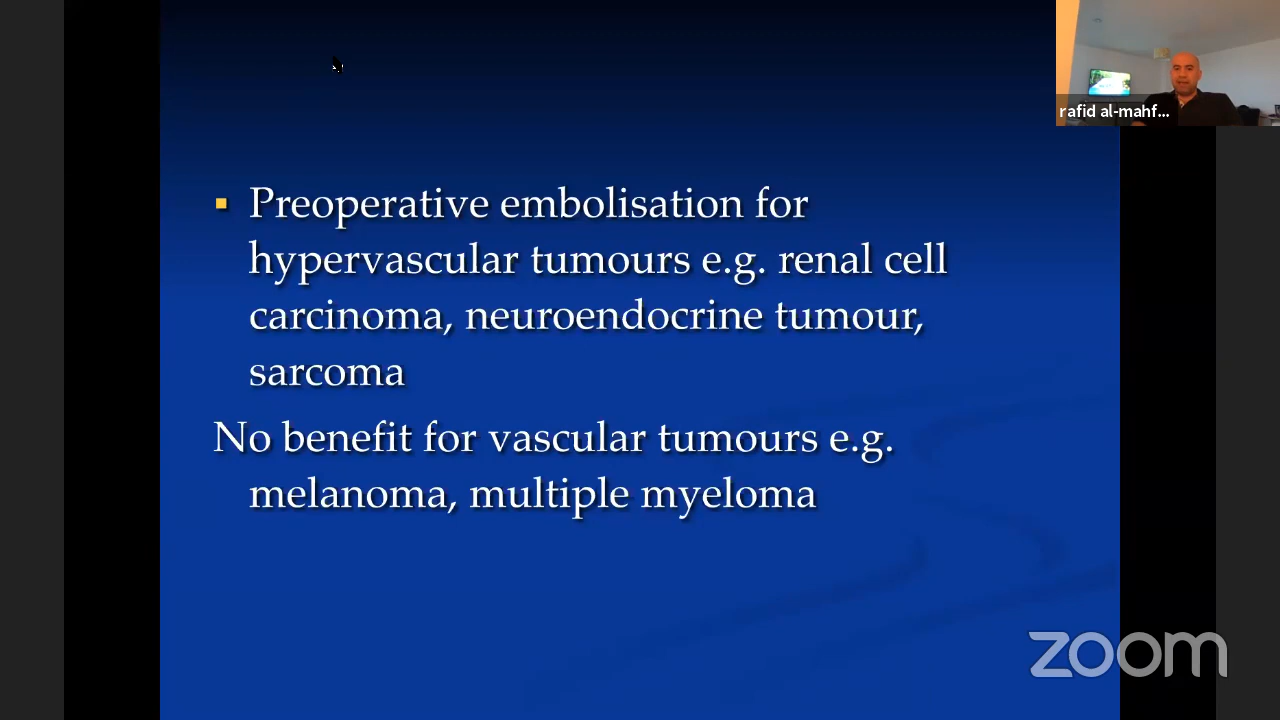 rafid al-mahf...
Preoperative embolisation for
hypervascular tumours e.g. renal cell
carcinoma, neuroendocrine tumour,
sarcoma
No benefit for vascular tumours e.g.
melanoma, multiple myeloma
zoom